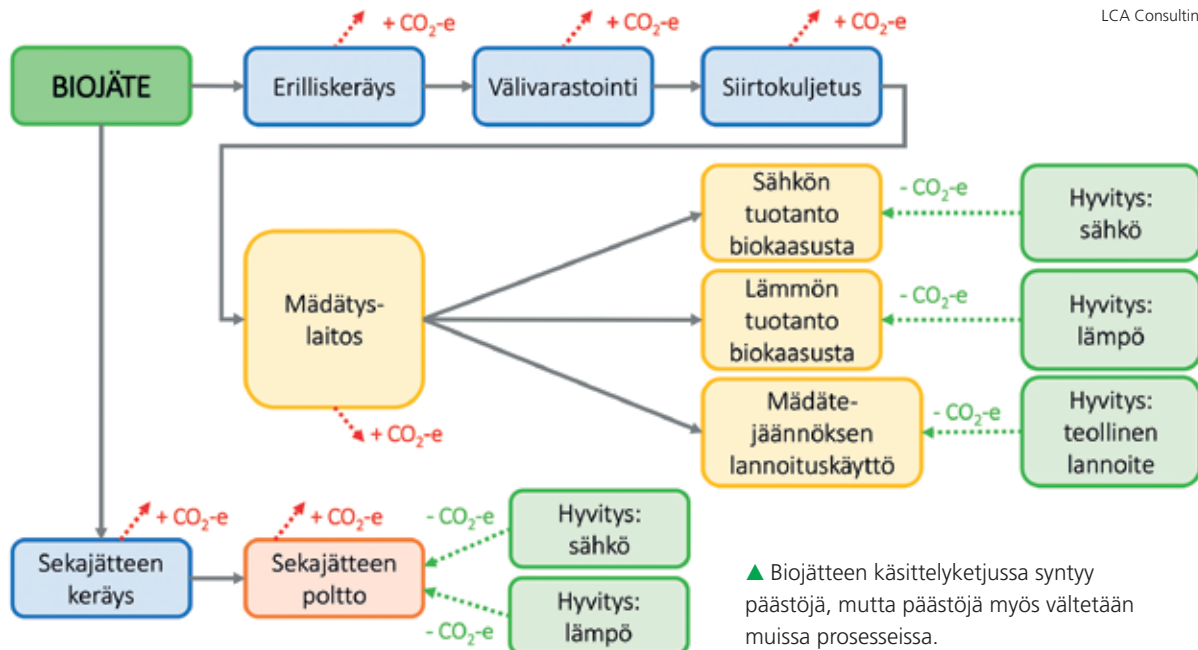 LCA Consultin
+ CO₂-e
+ CO₂-e
+ CO₂-e
BIOJÄTE
Erilliskeräys
Välivarastointi
Siirtokuljetus
Mädätys-
laitos
+ CO₂-e
Sähkön
tuotanto
biokaasusta
- CO₂-e
Hyvitys:
sähkö
Lämmön
tuotanto
biokaasusta
- CO₂-e
Hyvitys:
lämpö
Mädäte-
jäännöksen
lannoituskäyttö
- CO₂-e
Hyvitys:
teollinen
lannoite
+ CO₂-e
Sekajätteen
keräys
+ CO₂-e
Sekajätteen
poltto
- CO₂-e
Hyvitys:
sähkö
- CO₂-e
Hyvitys:
lämpö
▲ Biojätteen käsittelyketjussa syntyy
päästöjä, mutta päästöjä myös vältetään
muissa prosesseissa.